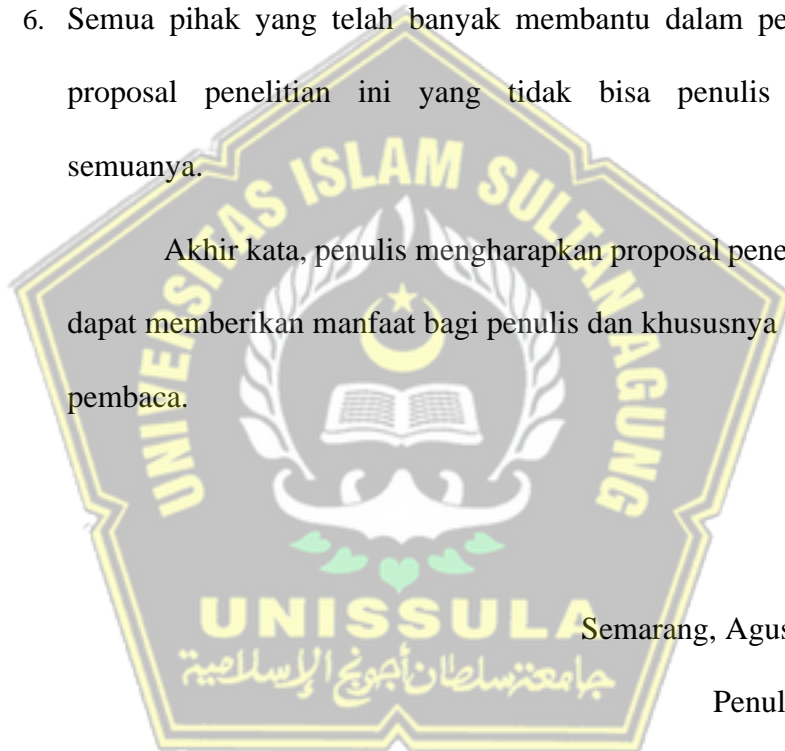 6. Semua pihak yang telah banyak membantu dalam pe
proposal penelitian ini yang tidak bisa penulis
semuanya.
UNIVERSITAS ISLAM SULTAN AGUNG
Akhir kata, penulis mengharapkan proposal pene
dapat memberikan manfaat bagi penulis dan khususnya
pembaca.
UNISSULA
Semarang, Agus
جامعة سلطان أجونج الإسلامية
Penul